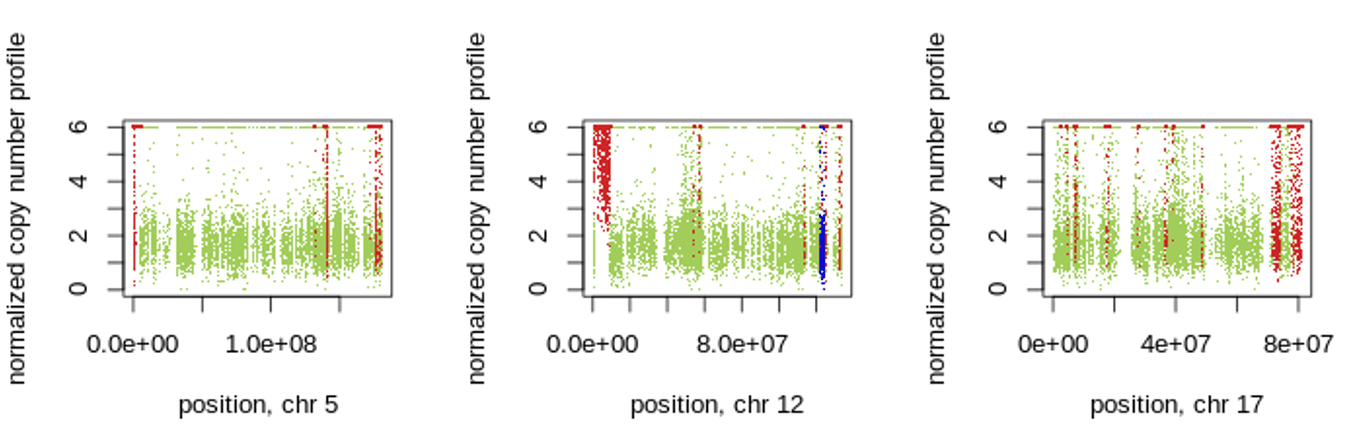 normalized copy number profile
6
4
2
0
0.0e+00 1.0e+08
position, chr 5
normalized copy number profile
6
4
2
0
0.0e+00 8.0e+07
position, chr 12
normalized copy number profile
6
4
2
0
0e+00 4e+07 8e+07
position, chr 17